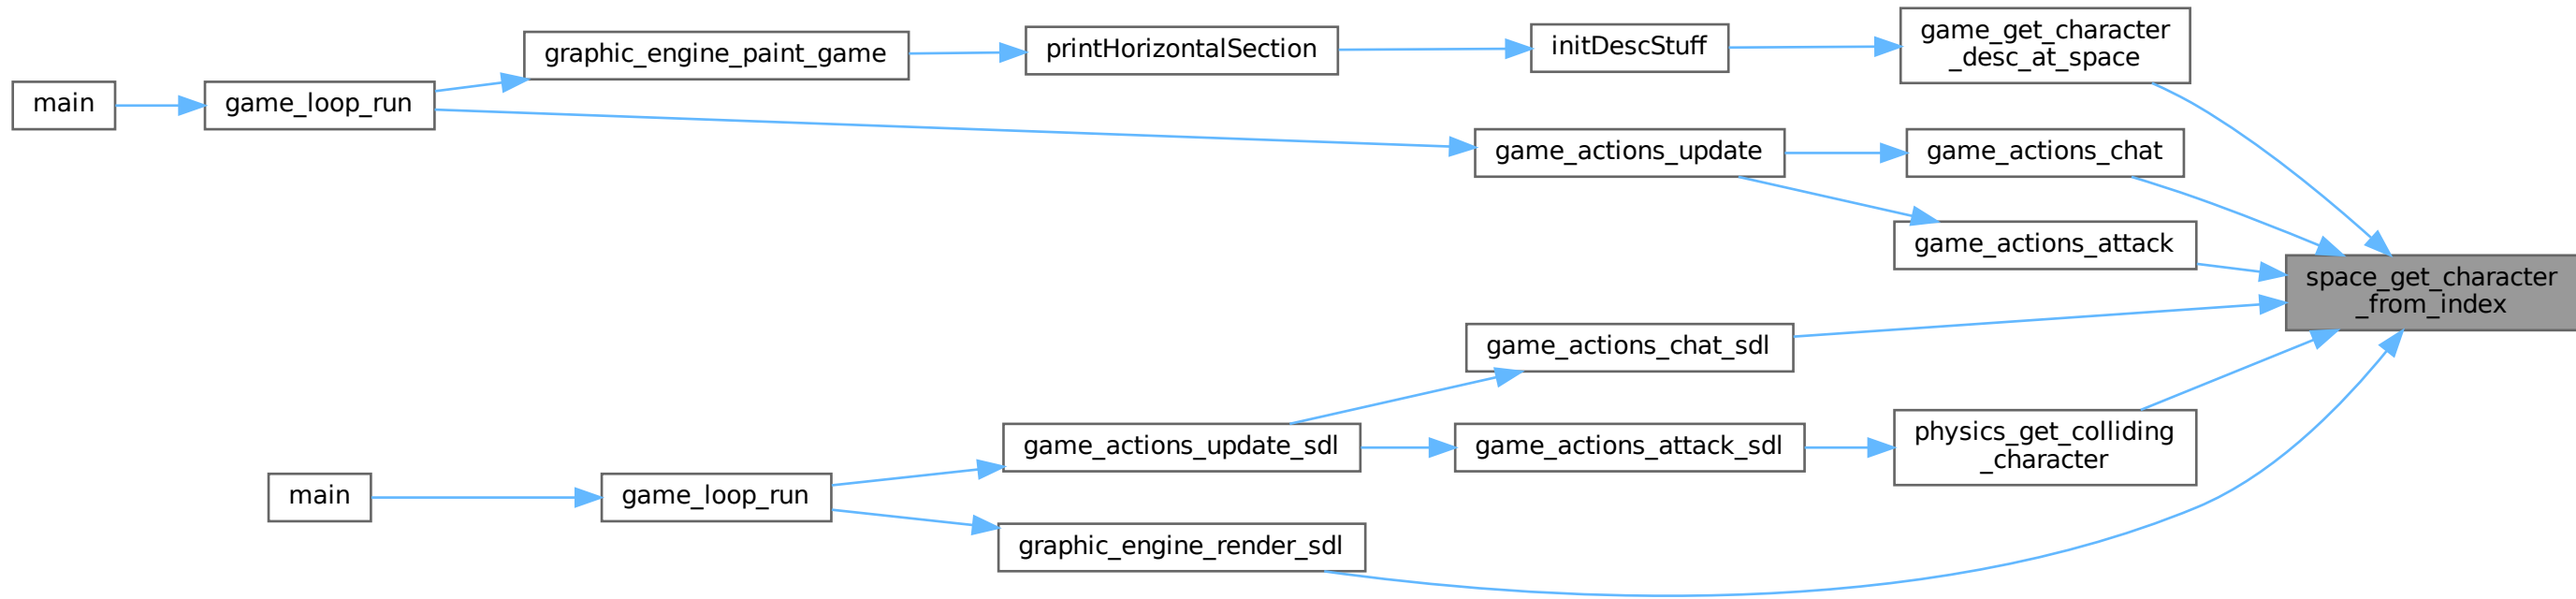 main
game_loop_run
graphic_engine_paint_game
printHorizontalSection
initDescStuff
game_get_character
_desc_at_space
game_actions_update
game_actions_chat
game_actions_attack
space_get_character
_from_index
game_actions_chat_sdl
main
game_loop_run
game_actions_update_sdl
game_actions_attack_sdl
physics_get_colliding
_character
graphic_engine_render_sdl